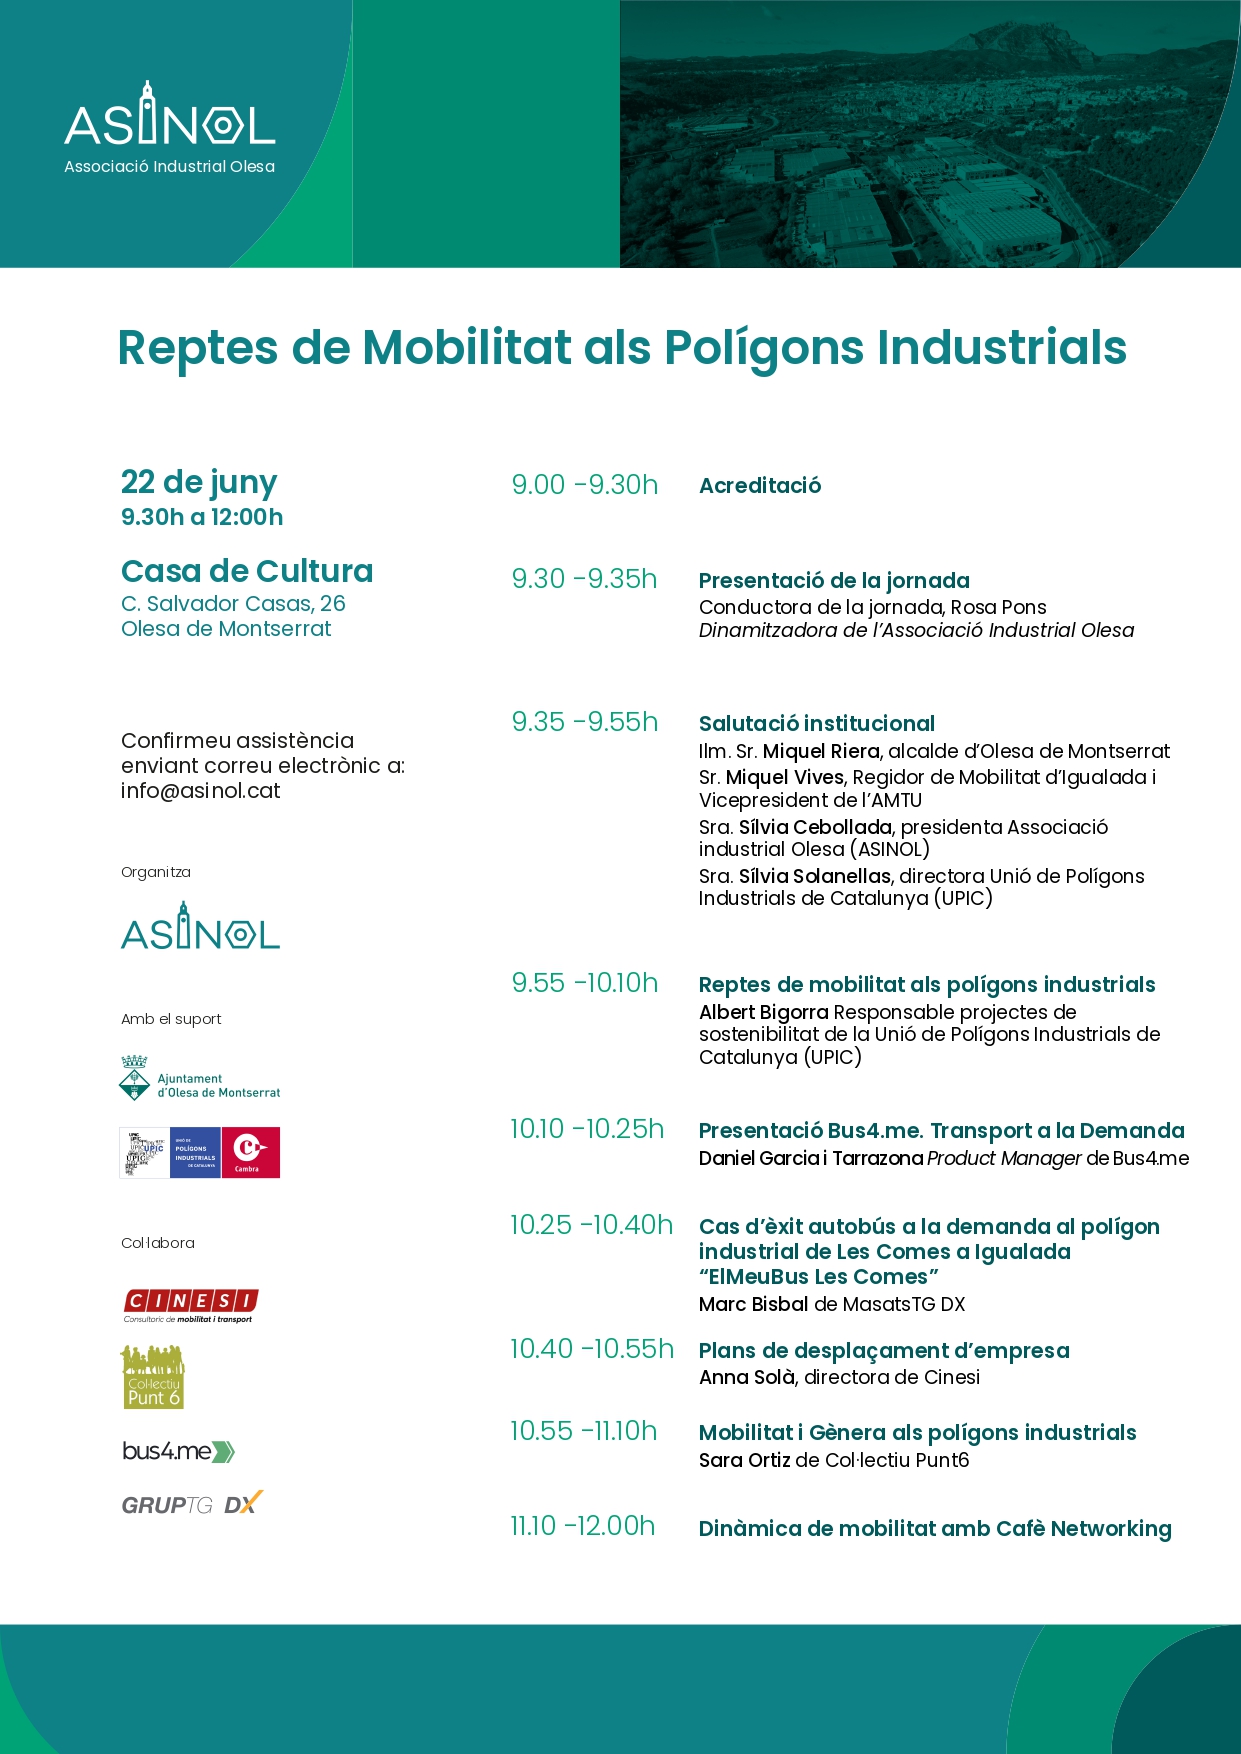 ASINOL
Associació Industrial Olesa
Reptes de Mobilitat als Polígons Industrials
22 de juny
9.30h a 12:00h
Casa de Cultura
C. Salvador Casas, 26
Olesa de Montserrat
Confirmeu assistència
enviant correu electrònic a:
info@asinol.cat
Organitza
ASINOL
Amb el suport
Ajuntament
d'Olesa de Montserrat
UPIC
UNIÓ DE
POLÍGONS
INDUSTRIALS
DE CATALUNYA
Cambra
Col·labora
CINESI
Consultoria de mobilitat i transport
Col·lectiu
Punt 6
bus4.me
GRUPTG DX
9.00 -9.30h
Acreditació
9.30 -9.35h
Presentació de la jornada
Conductora de la jornada, Rosa Pons
Dinamitzadora de l'Associació Industrial Olesa
9.35 -9.55h
Salutació institucional
Ilm. Sr. Miquel Riera, alcalde d'Olesa de Montserrat
Sr. Miquel Vives, Regidor de Mobilitat d'Igualada i
Vicepresident de l'AMTU
Sra. Sílvia Cebollada, presidenta Associació
industrial Olesa (ASINOL)
Sra. Sílvia Solanellas, directora Unió de Polígons
Industrials de Catalunya (UPIC)
9.55 -10.10h
Reptes de mobilitat als polígons industrials
Albert Bigorra Responsable projectes de
sostenibilitat de la Unió de Polígons Industrials de
Catalunya (UPIC)
10.10 -10.25h
Presentació Bus4.me. Transport a la Demanda
Daniel Garcia i Tarrazona Product Manager de Bus4.me
10.25 -10.40h
Cas d'èxit autobús a la demanda al polígon
industrial de Les Comes a Igualada
“ElMeuBus Les Comes”
Marc Bisbal de MasatsTG DX
10.40 -10.55h
Plans de desplaçament d'empresa
Anna Solà, directora de Cinesi
10.55 -11.10h
Mobilitat i Gènera als polígons industrials
Sara Ortiz de Col·lectiu Punt6
11.10 -12.00h
Dinàmica de mobilitat amb Cafè Networking